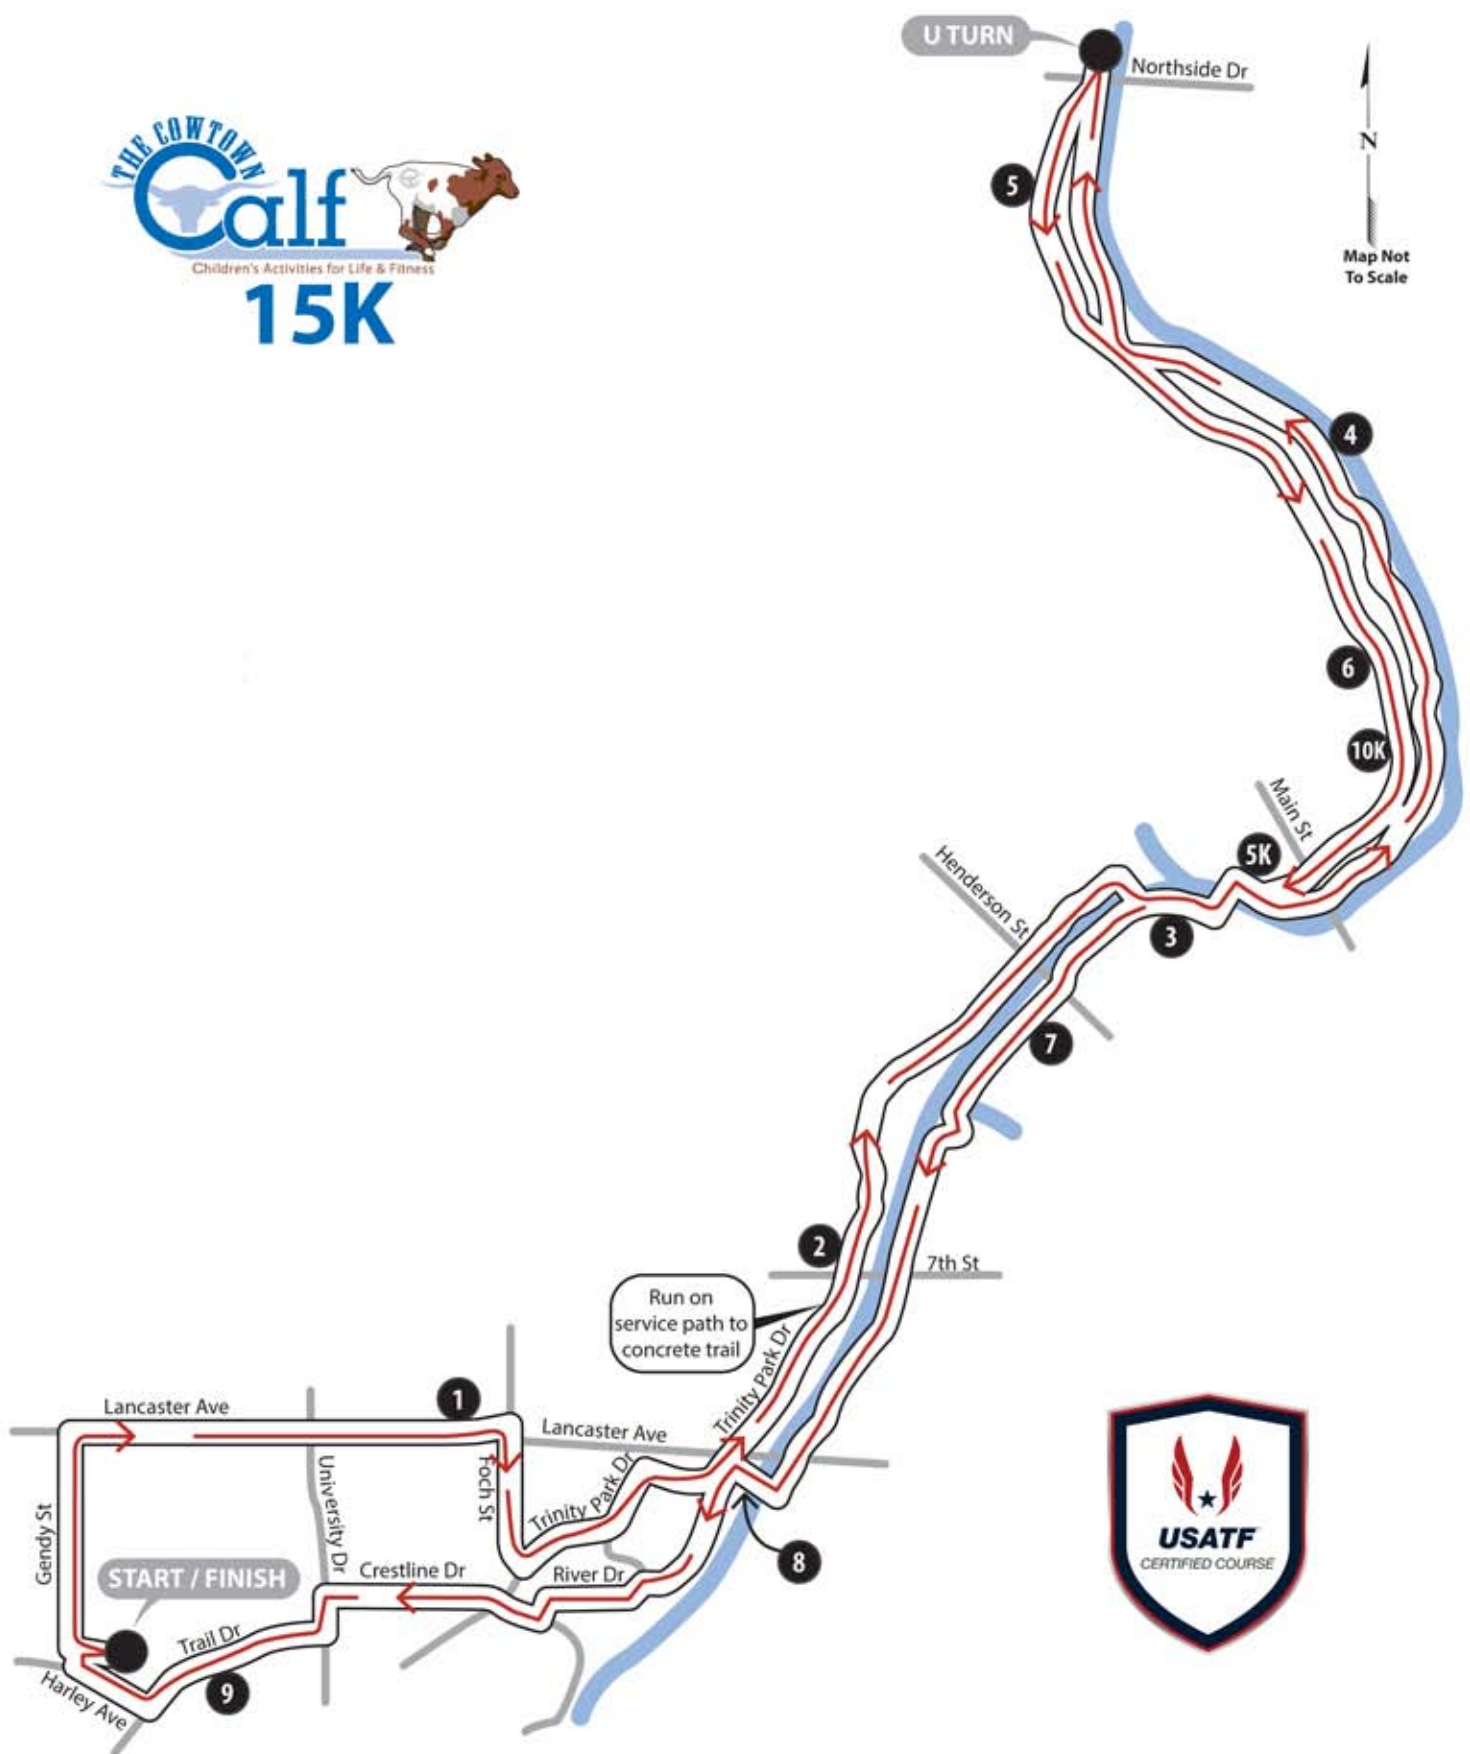 U TURN
Northside Dr
THE COWTOWN
Calf
Children's Activities for Life & Fitness
15K
N
Map Not
To Scale
5
4
6
10K
Main St
5K
Henderson St
3
7
2
7th St
Run on
service path to
concrete trail
Trinity Park Dr
1
Lancaster Ave
Lancaster Ave
Foch St
University Dr
Trinity Park Dr
Gendy St
START / FINISH
Crestline Dr
River Dr
8
Trail Dr
9
Harley Ave
USATF
CERTIFIED COURSE